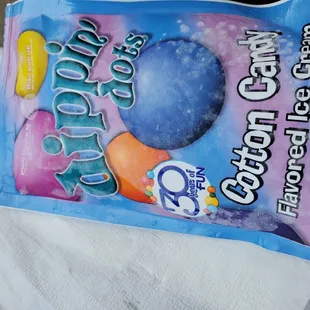 dippin'
dots
30
Years of
FUN
Cotton Candy
Flavored Ice Cream